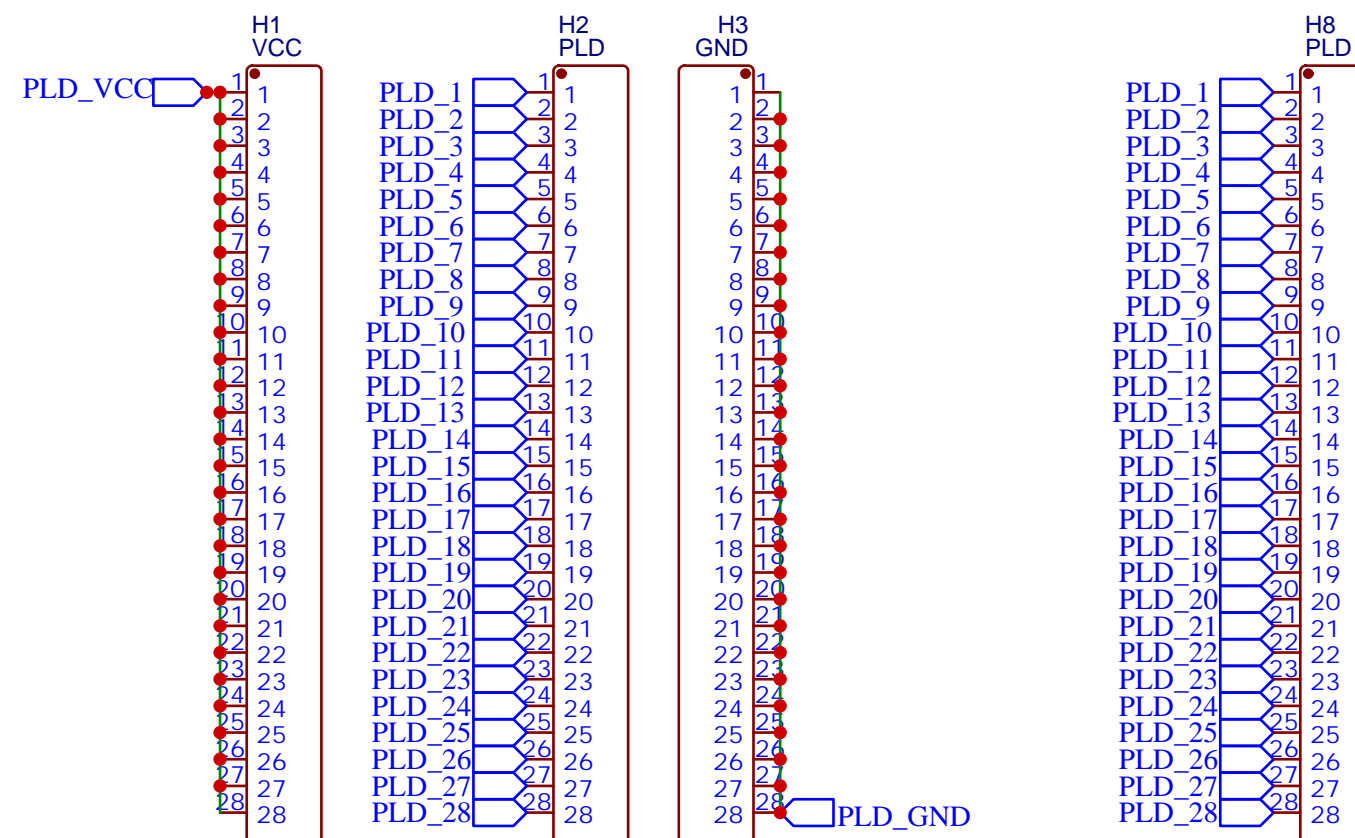 H1 H2 H3 H8
VCC PLD GND PLD
PLD_VCC 1 1 PLD_1 1 1 1 1 PLD_1 1 1
2 2 PLD_2 2 2 2 2 PLD_2 2 2
3 3 PLD_3 3 3 3 3 PLD_3 3 3
4 4 PLD_4 4 4 4 4 PLD_4 4 4
5 5 PLD_5 5 5 5 5 PLD_5 5 5
6 6 PLD_6 6 6 6 6 PLD_6 6 6
7 7 PLD_7 7 7 7 7 PLD_7 7 7
8 8 PLD_8 8 8 8 8 PLD_8 8 8
9 9 PLD_9 9 9 9 9 PLD_9 9 9
10 10 PLD_10 10 10 10 10 PLD_10 10 10
11 11 PLD_11 11 11 11 11 PLD_11 11 11
12 12 PLD_12 12 12 12 12 PLD_12 12 12
13 13 PLD_13 13 13 13 13 PLD_13 13 13
14 14 PLD_14 14 14 14 14 PLD_14 14 14
15 15 PLD_15 15 15 15 15 PLD_15 15 15
16 16 PLD_16 16 16 16 16 PLD_16 16 16
17 17 PLD_17 17 17 17 17 PLD_17 17 17
18 18 PLD_18 18 18 18 18 PLD_18 18 18
19 19 PLD_19 19 19 19 19 PLD_19 19 19
20 20 PLD_20 20 20 20 20 PLD_20 20 20
21 21 PLD_21 21 21 21 21 PLD_21 21 21
22 22 PLD_22 22 22 22 22 PLD_22 22 22
23 23 PLD_23 23 23 23 23 PLD_23 23 23
24 24 PLD_24 24 24 24 24 PLD_24 24 24
25 25 PLD_25 25 25 25 25 PLD_25 25 25
26 26 PLD_26 26 26 26 26 PLD_26 26 26
27 27 PLD_27 27 27 27 27 PLD_27 27 27
28 28 PLD_28 28 28 28 28 PLD_GND PLD_28 28 28